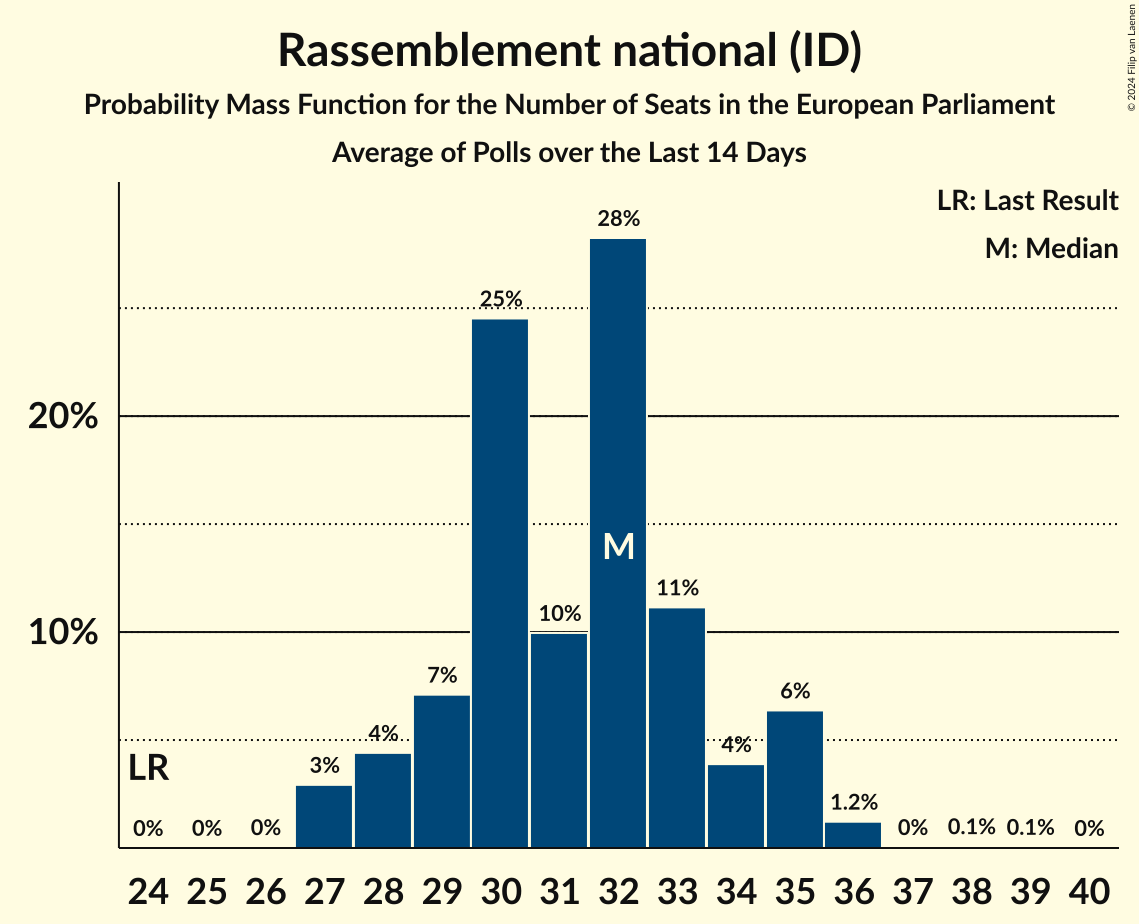 Rassemblement national (ID)
Probability Mass Function for the Number of Seats in the European Parliament
Average of Polls over the Last 14 Days
© 2024 Filip van Laenen
LR: Last Result
M: Median
28%
25%
20%
M
11%
10%
10%
7%
6%
4%
4%
LR
3%
1.2%
0% 0% 0% 0% 0.1% 0.1% 0%
24 25 26 27 28 29 30 31 32 33 34 35 36 37 38 39 40